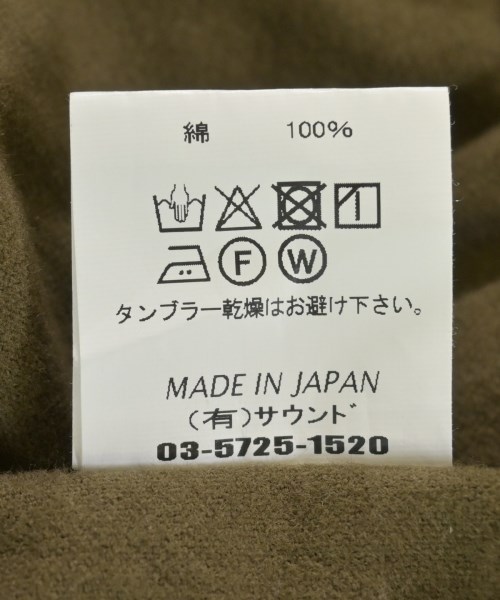 綿 100%
F W
タンブラー乾燥はお避け下さい。
MADE IN JAPAN
(有)サウンド
03-5725-1520